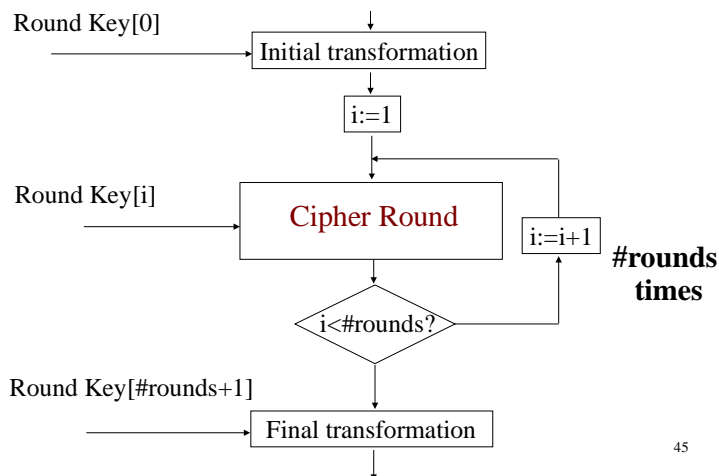 Round Key[0]
Initial transformation
i:=1
Round Key[i]
Cipher Round
i:=i+1
#rounds
times
i<#rounds?
Round Key[#rounds+1]
Final transformation
45